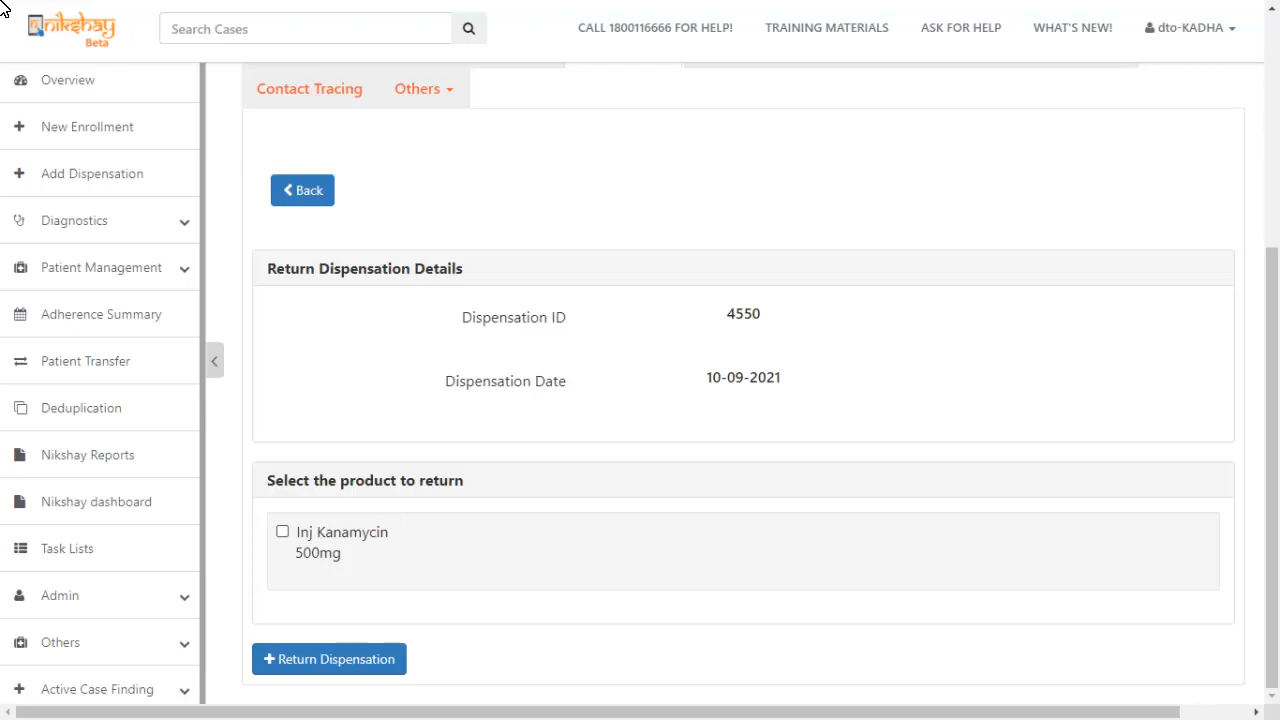 nikshay
Beta
Search Cases
CALL 1800116666 FOR HELP!
TRAINING MATERIALS
ASK FOR HELP
WHAT'S NEW!
dto-KADHA
Overview
New Enrollment
Add Dispensation
Diagnostics
Patient Management
Adherence Summary
Patient Transfer
Deduplication
Nikshay Reports
Nikshay dashboard
Task Lists
Admin
Others
Active Case Finding
Contact Tracing
Others
Back
Return Dispensation Details
Dispensation ID 4550
Dispensation Date 10-09-2021
Select the product to return
Inj Kanamycin
500mg
Return Dispensation